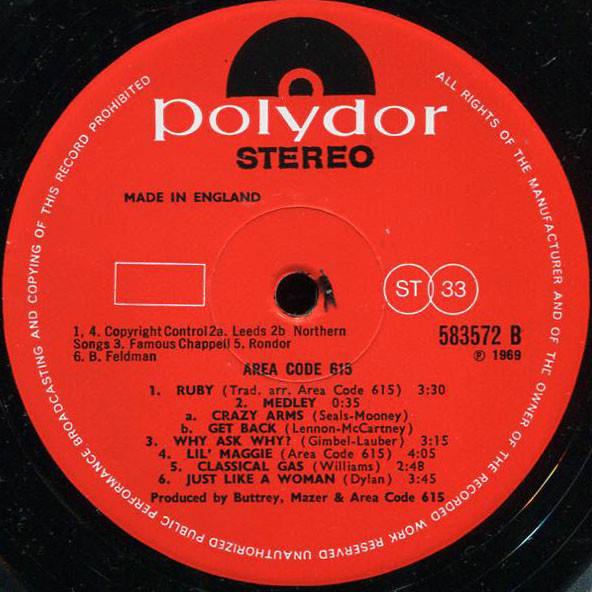 polydor
STEREO
MADE IN ENGLAND
ST 33
1, 4. Copyright Control 2a. Leeds 2b Northern
Songs 3. Famous Chappell 5. Rondor
6. B. Feldman
583572 B
℗ 1969
AREA CODE 615
1. RUBY (Trad. arr. Area Code 615) 3:30
2. MEDLEY 0:35
a. CRAZY ARMS (Seals-Mooney)
b. GET BACK (Lennon-McCartney)
3. WHY ASK WHY? (Gimbel-Lauber) 3:15
4. LIL' MAGGIE (Area Code 615) 4:05
5. CLASSICAL GAS (Williams) 2:48
6. JUST LIKE A WOMAN (Dylan) 3:45
Produced by Buttrey, Mazer & Area Code 615
ALL RIGHTS OF THE MANUFACTURER AND OF THE OWNER OF THE RECORDED WORK RESERVED UNAUTHORIZED PUBLIC PERFORMANCE BROADCASTING AND COPYING OF THIS RECORD PROHIBITED